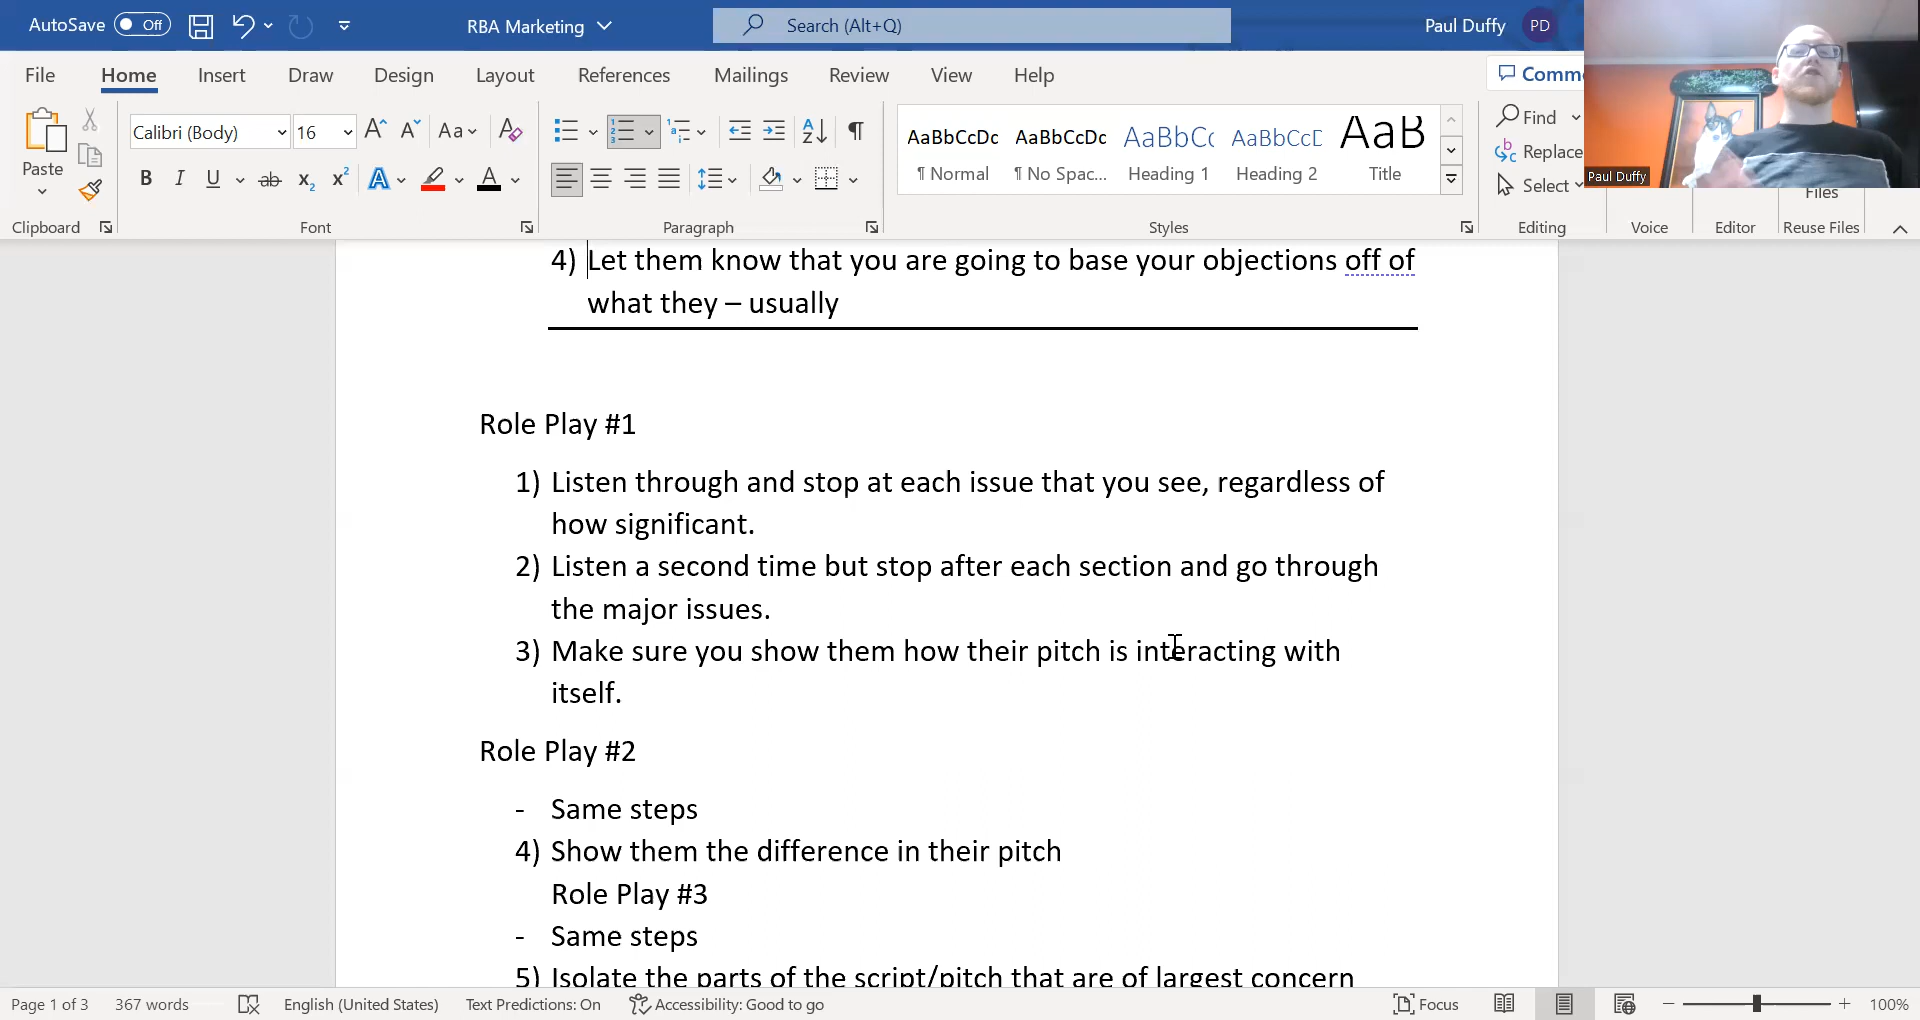 AutoSave Off RBA Marketing Search (Alt+Q) Paul Duffy PD
File Home Insert Draw Design Layout References Mailings Review View Help Comm
Paste
Calibri (Body) 16 A A Aa A
B I U ab x2 x2 A A
AaBbCcDc AaBbCcDc AaBbC AaBbCcD AaB
¶ Normal ¶ No Spac... Heading 1 Heading 2 Title
Find
Replace
Select
Paul Duffy
Files
Clipboard Font Paragraph Styles Editing Voice Editor Reuse Files
4) Let them know that you are going to base your objections off of
what they – usually
Role Play #1
1) Listen through and stop at each issue that you see, regardless of
how significant.
2) Listen a second time but stop after each section and go through
the major issues.
3) Make sure you show them how their pitch is interacting with
itself.
Role Play #2
- Same steps
4) Show them the difference in their pitch
Role Play #3
- Same steps
5) Isolate the parts of the script/pitch that are of largest concern
Page 1 of 3 367 words English (United States) Text Predictions: On Accessibility: Good to go Focus 100%